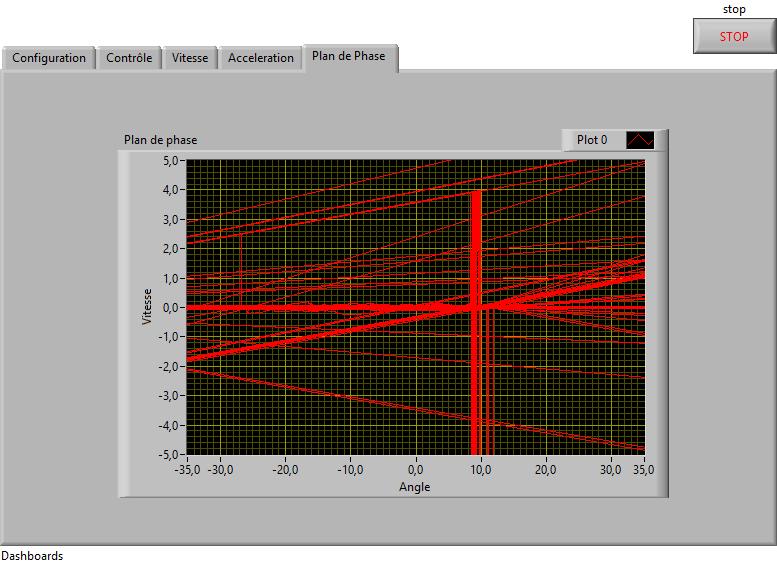 stop
STOP
Configuration Contrôle Vitesse Acceleration Plan de Phase
Plan de phase Plot 0
5,0
4,0
3,0
2,0
1,0
0,0
-1,0
-2,0
-3,0
-4,0
-5,0
Vitesse
-35,0 -30,0 -20,0 -10,0 0,0 10,0 20,0 30,0 35,0
Angle
Dashboards